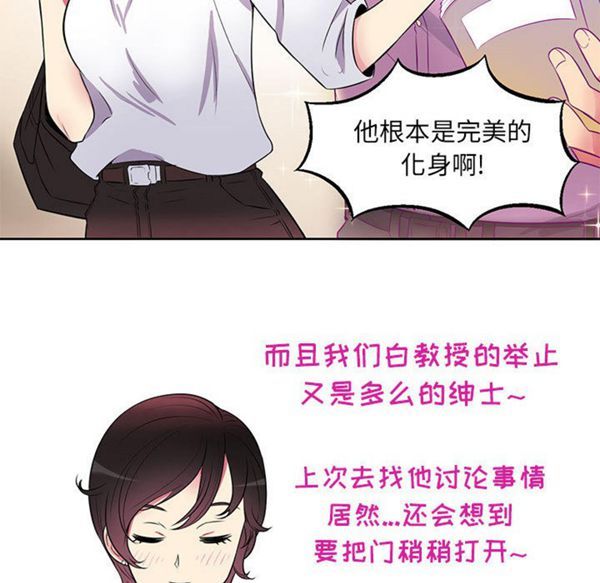 他根本是完美的
化身啊!
而且我们白教授的举止
又是多么的绅士~
上次去找他讨论事情
居然...还会想到
要把门稍稍打开~